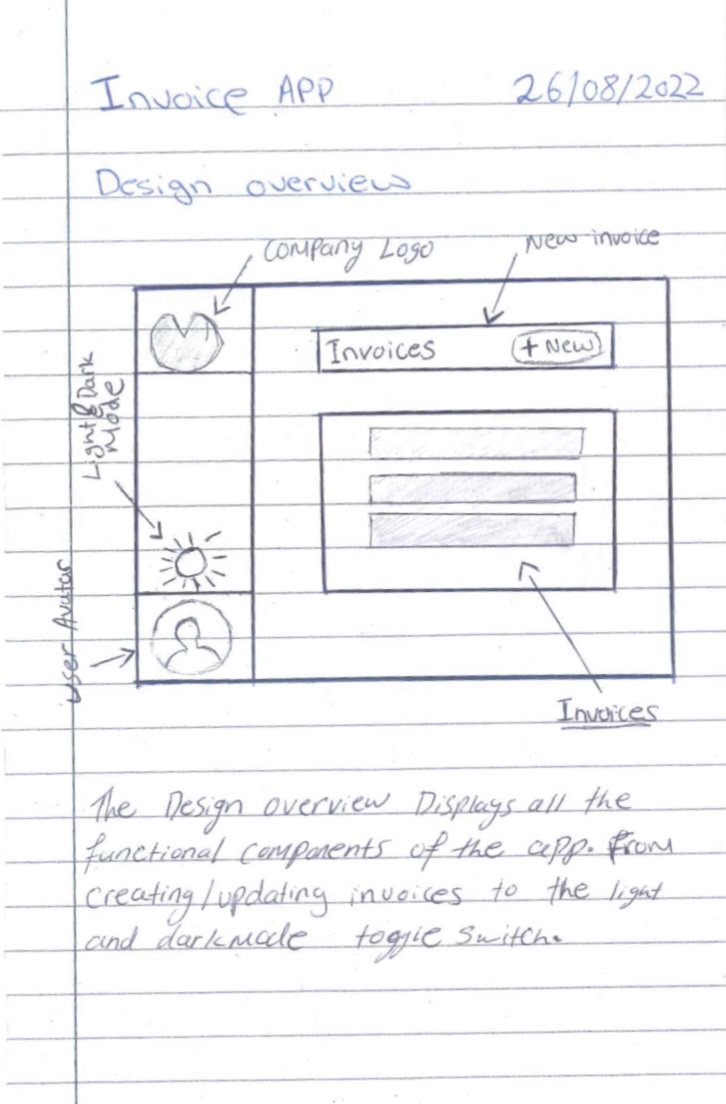 Invoice APP 26/08/2022
Design overview
Company Logo
New invoice
Invoices + New
Light & Dark
Mode
User Avatar
Invoices
The Design overview Displays all the
functional components of the app. From
creating/updating invoices to the light
and darkmode toggle switch.